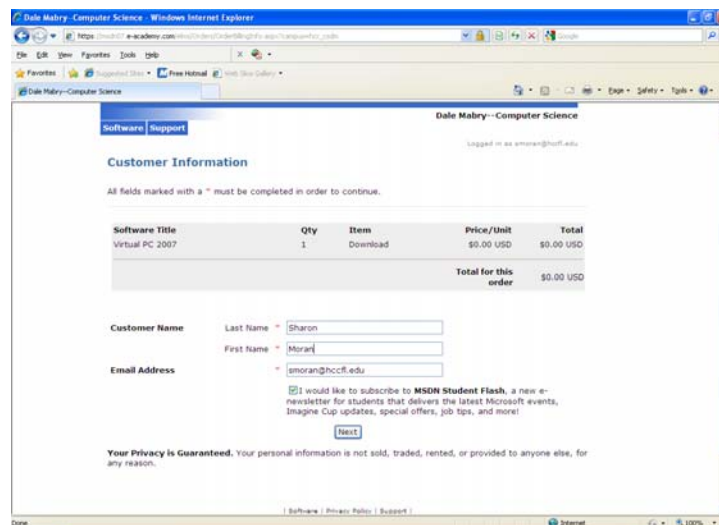 Dale Mabry--Computer Science - Windows Internet Explorer
e-academy.com
File Edit View Favorites Tools Help
Favorites Suggested Sites Free Hotmail Web Slice Gallery
Dale Mabry--Computer Science
Page Safety Tools
Dale Mabry--Computer Science
Software Support
Logged in as smoran@hccfl.edu
Customer Information
All fields marked with a * must be completed in order to continue.
Software Title Qty Item Price/Unit Total
Virtual PC 2007 1 Download $0.00 USD $0.00 USD
Total for this order $0.00 USD
Customer Name Last Name * Sharon
First Name * Moran
Email Address * smoran@hccfl.edu
I would like to subscribe to MSDN Student Flash, a new e-
newsletter for students that delivers the latest Microsoft events,
Imagine Cup updates, special offers, job tips, and more!
Next
Your Privacy is Guaranteed. Your personal information is not sold, traded, rented, or provided to anyone else, for
any reason.
| Software | Privacy Policy | Support |
Done Internet 100%